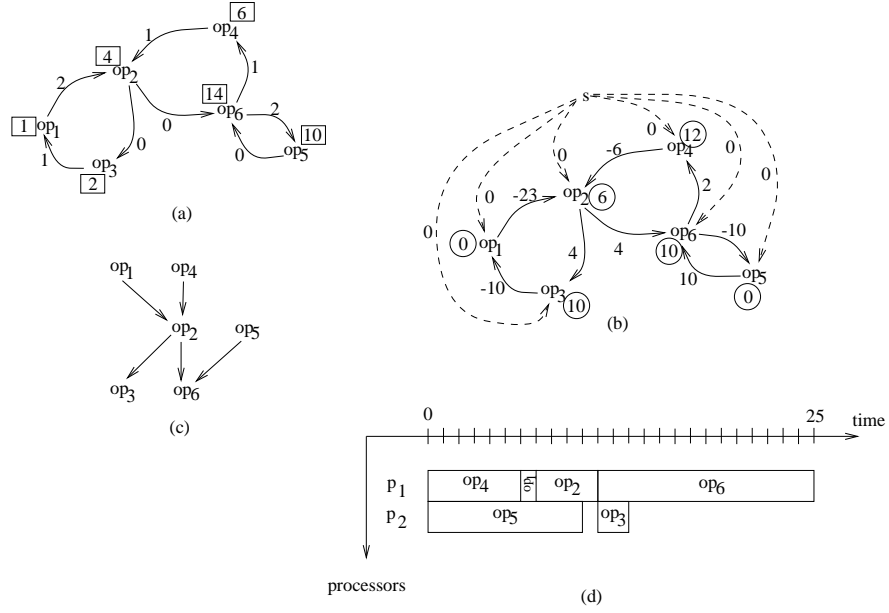 6
op4
1
4
op2
2
1
14
op6
2
10
op5
0
0
0
1 op1
1
op3
2
(a)
s
0
12
op4
-6
0
0
0
0
0
2
-23
op2 6
0 op1
op6
-10
10
4
4
10
op5
0
-10
op3
10
(b)
op1 op4
op2 op5
op3 op6
(c)
0 25 time
p1 op4 op1 op2 op6
p2 op5 op3
processors
(d)